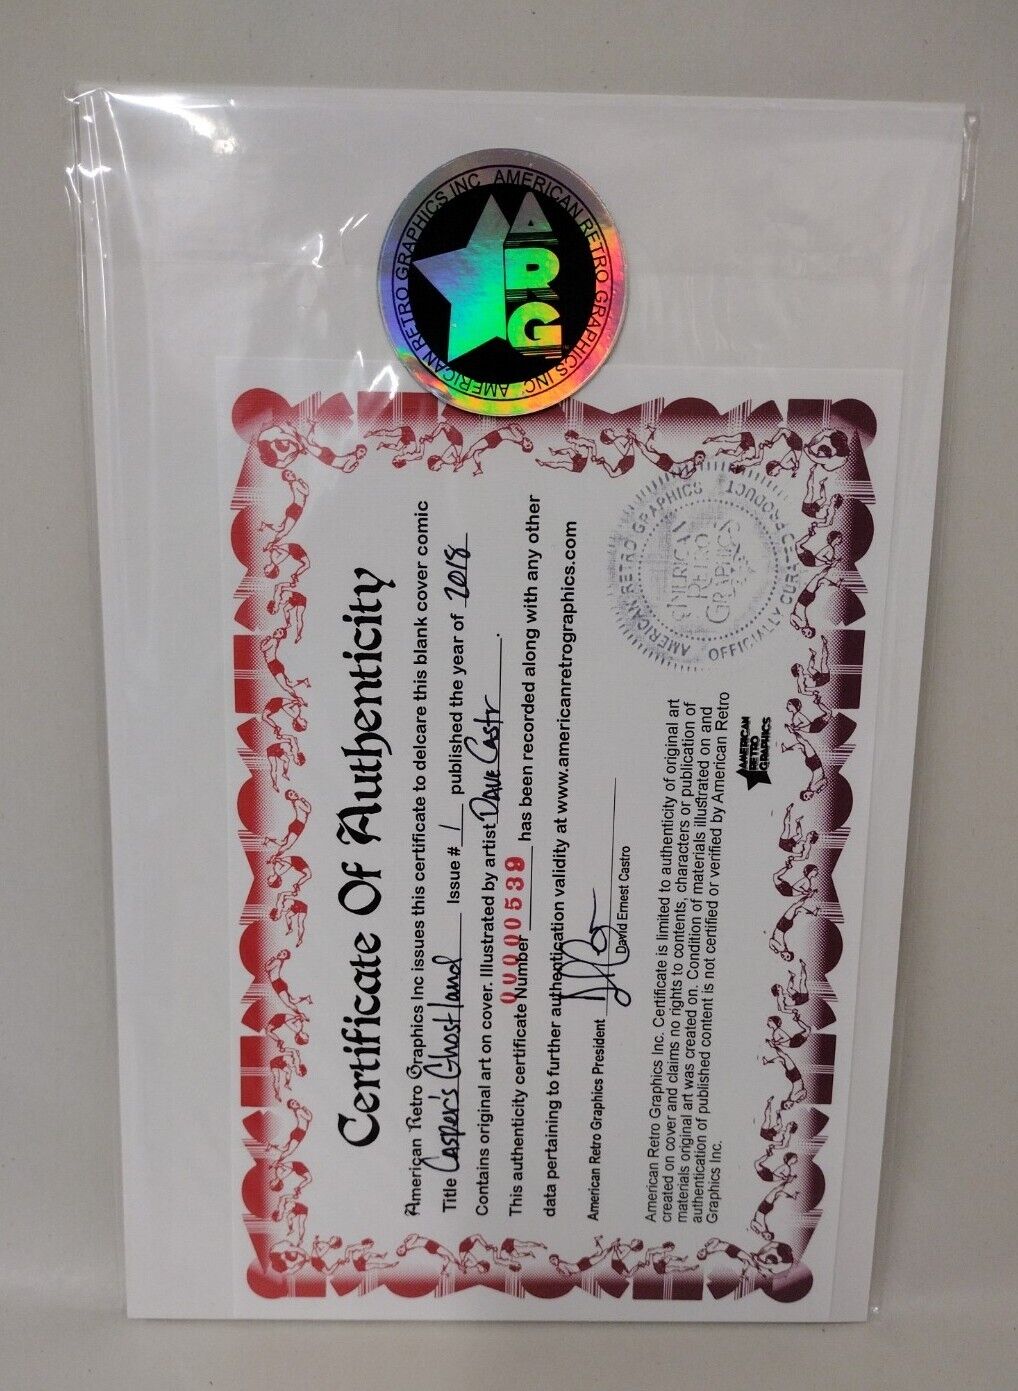 AMERICAN RETRO GRAPHICS INC AMERICAN RETRO GRAPHICS INC
ARG
Certificate Of Authenticity
American Retro Graphics Inc issues this certificate to delcare this blank cover comic
Title Casper's Ghostland Issue # 1 published the year of 2018
Contains original art on cover. Illustrated by artist Dave Castr.
This authenticity certificate Number 00000539 has been recorded along with any other
data pertaining to further authentication validity at www.americanretrographics.com
American Retro Graphics President
David Ernest Castro
American Retro Graphics Inc. Certificate is limited to authenticity of original art
created on cover and claims no rights to contents, characters or publication of
materials original art was created on. Condition of materials illustrated on and
authentication of published content is not certified or verified by American Retro
Graphics Inc.
AMERICAN
RETRO
GRAPHICS
AMERICAN RETRO GRAPHICS
OFFICIALLY CURATED PRODUCT
AMERICAN
RETRO
GRAPHICS